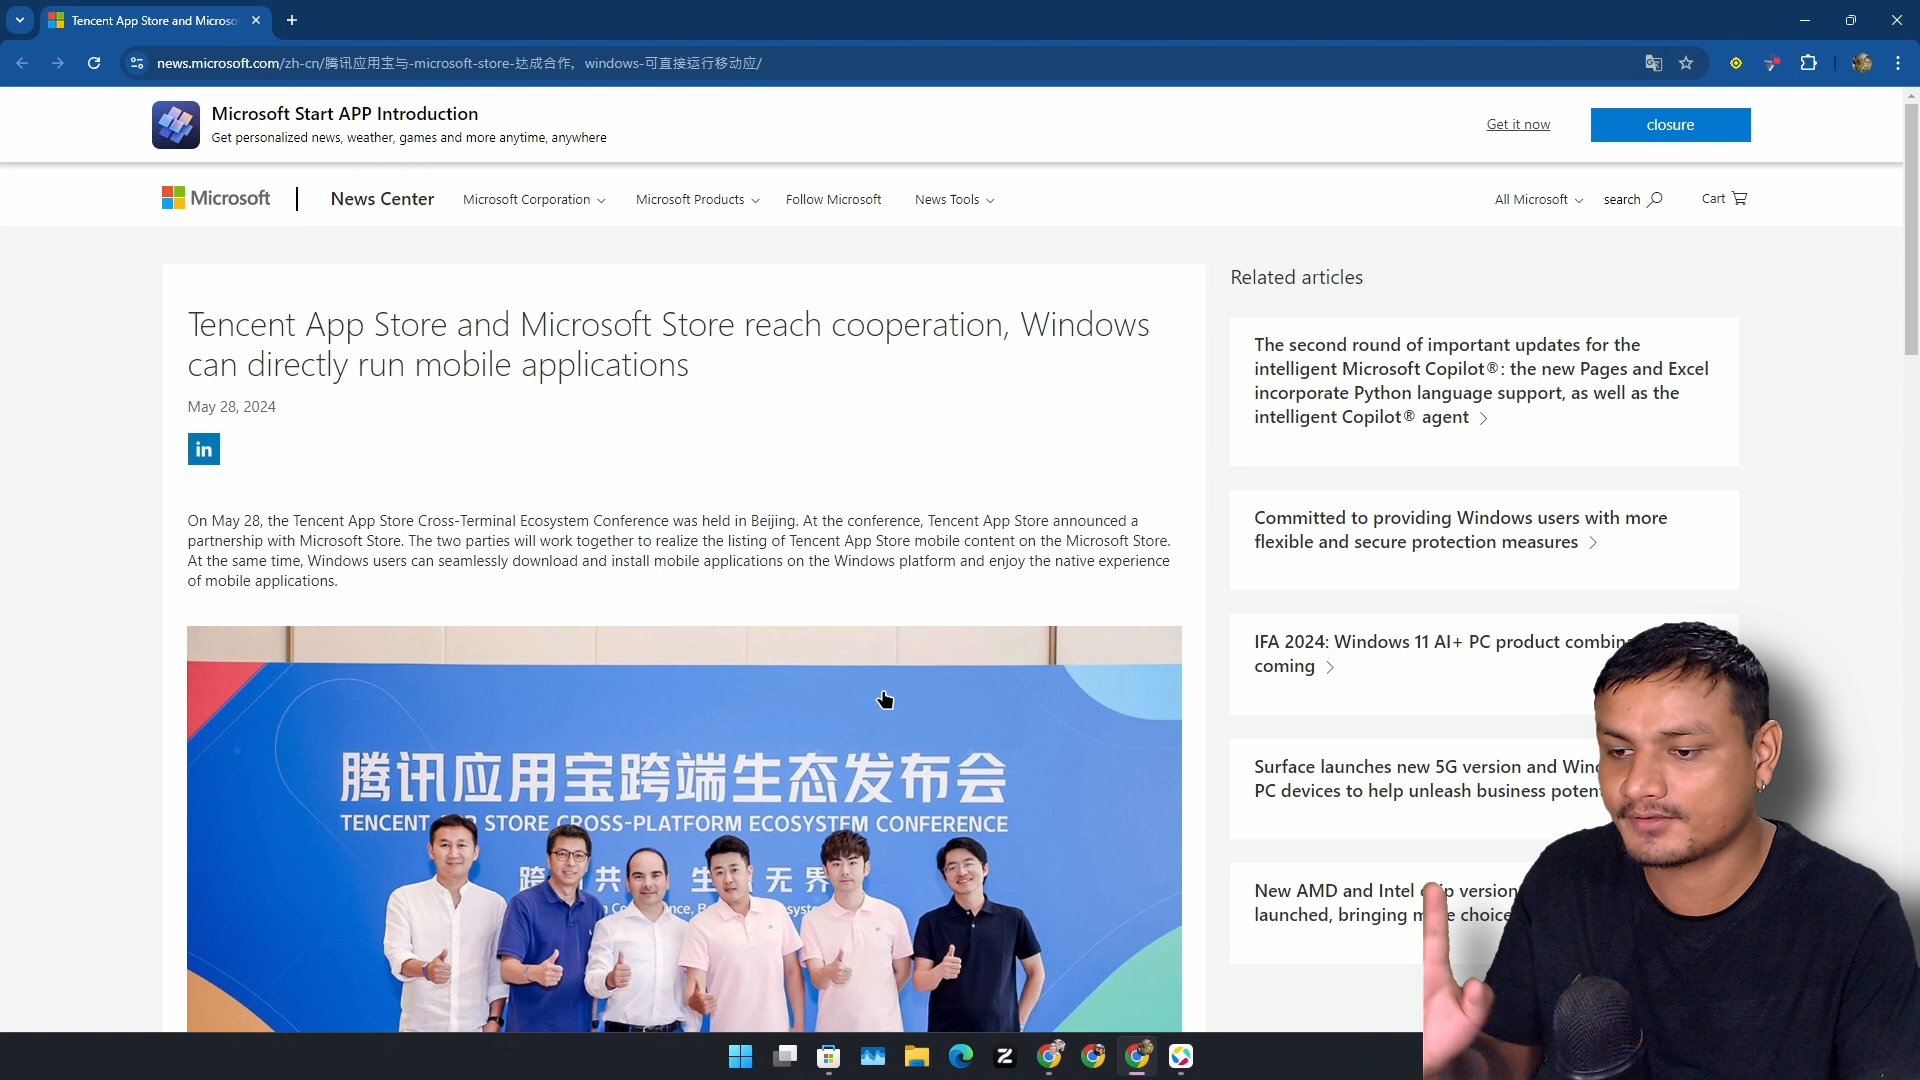 Tencent App Store and Microso
news.microsoft.com/zh-cn/腾讯应用宝与-microsoft-store-达成合作，windows-可直接运行移动应/
Microsoft Start APP Introduction
Get personalized news, weather, games and more anytime, anywhere
Get it now
closure
Microsoft
News Center
Microsoft Corporation
Microsoft Products
Follow Microsoft
News Tools
All Microsoft
search
Cart
Tencent App Store and Microsoft Store reach cooperation, Windows
can directly run mobile applications
May 28, 2024
in
On May 28, the Tencent App Store Cross-Terminal Ecosystem Conference was held in Beijing. At the conference, Tencent App Store announced a
partnership with Microsoft Store. The two parties will work together to realize the listing of Tencent App Store mobile content on the Microsoft Store.
At the same time, Windows users can seamlessly download and install mobile applications on the Windows platform and enjoy the native experience
of mobile applications.
腾讯应用宝跨端生态发布会
TENCENT APP STORE CROSS-PLATFORM ECOSYSTEM CONFERENCE
跨 共 生 无界
Related articles
The second round of important updates for the
intelligent Microsoft Copilot®: the new Pages and Excel
incorporate Python language support, as well as the
intelligent Copilot® agent
Committed to providing Windows users with more
flexible and secure protection measures
IFA 2024: Windows 11 AI+ PC product combina
coming
Surface launches new 5G version and Wind
PC devices to help unleash business poten
New AMD and Intel chip version
launched, bringing more choice